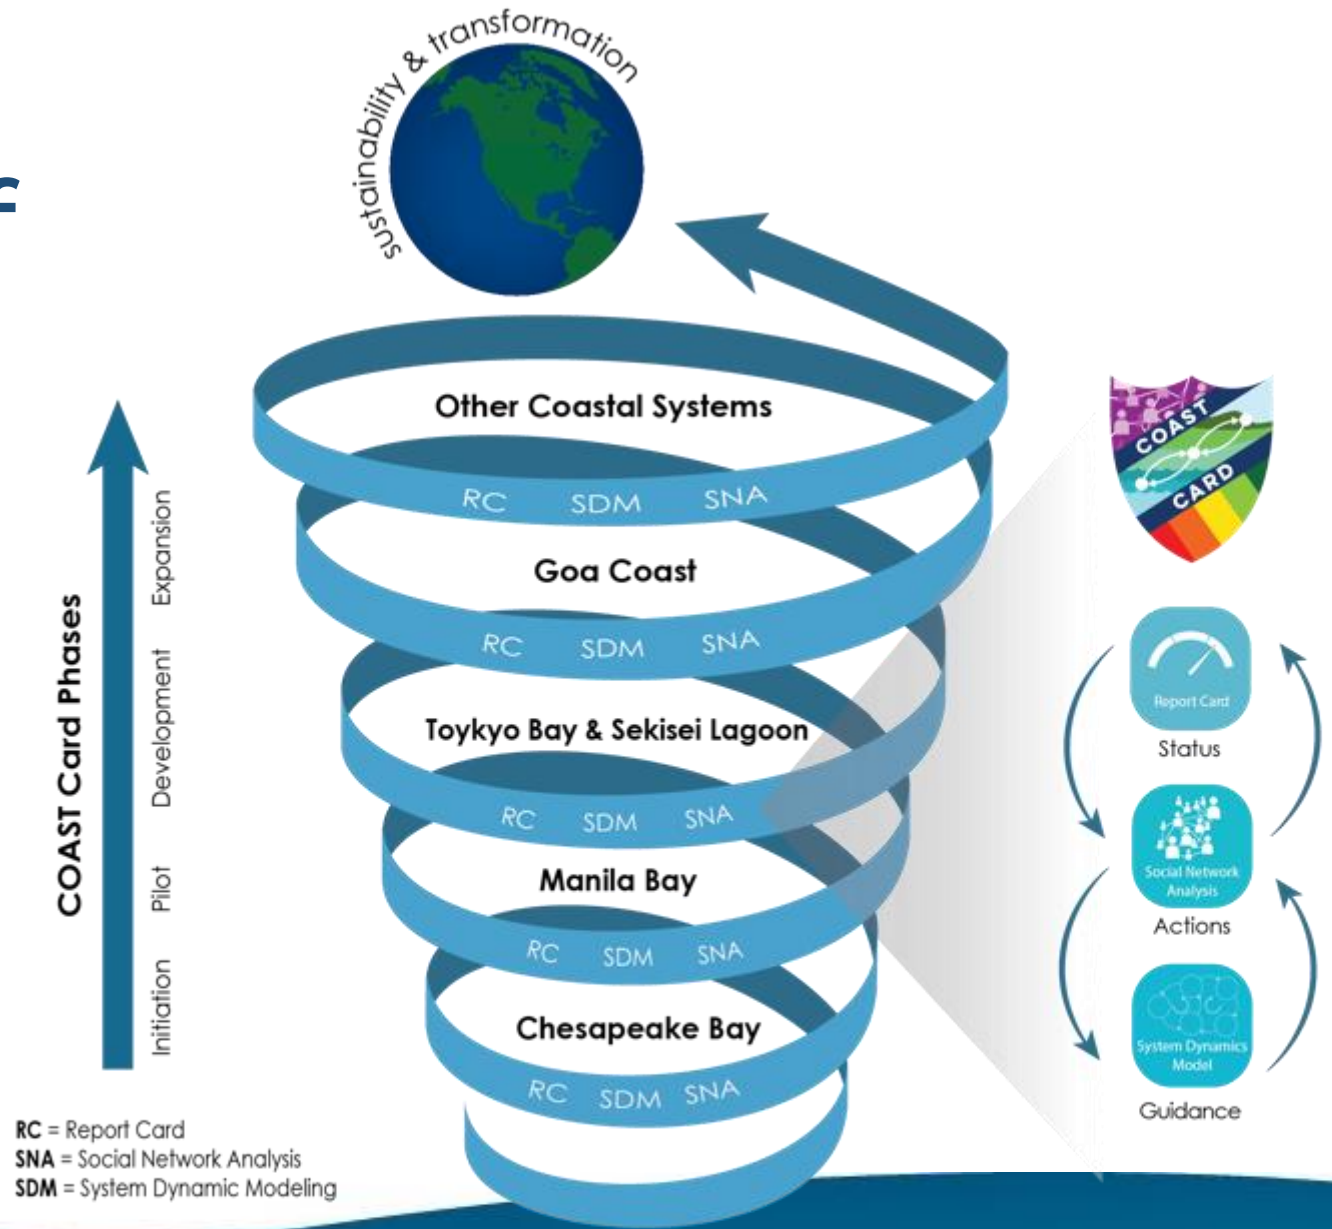 sustainability & transformation
Other Coastal Systems
RC SDM SNA
Goa Coast
RC SDM SNA
Toykyo Bay & Sekisei Lagoon
RC SDM SNA
Manila Bay
RC SDM SNA
Chesapeake Bay
RC SDM SNA
COAST Card Phases
Expansion
Development
Pilot
Initiation
RC = Report Card
SNA = Social Network Analysis
SDM = System Dynamic Modeling
COAST
CARD
Report Card
Status
Social Network
Analysis
Actions
System Dynamics
Model
Guidance